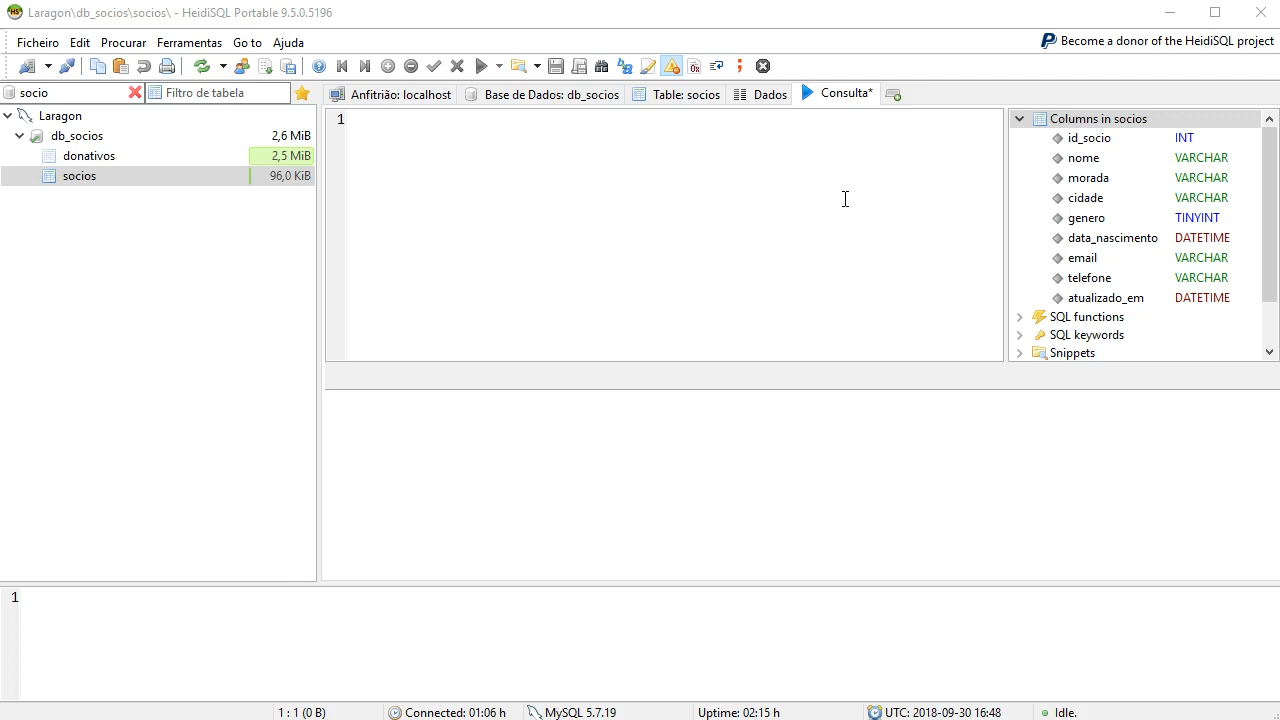 Laragon\db_socios\socios\ - HeidiSQL Portable 9.5.0.5196
Ficheiro Edit Procurar Ferramentas Go to Ajuda
Become a donor of the HeidiSQL project
socio
Filtro de tabela
Anfitrião: localhost
Base de Dados: db_socios
Table: socios
Dados
Consulta*
Laragon
db_socios 2,6 MiB
donativos 2,5 MiB
socios 96,0 KiB
1
Columns in socios
id_socio INT
nome VARCHAR
morada VARCHAR
cidade VARCHAR
genero TINYINT
data_nascimento DATETIME
email VARCHAR
telefone VARCHAR
atualizado_em DATETIME
SQL functions
SQL keywords
Snippets
1
1 : 1 (0 B)
Connected: 01:06 h
MySQL 5.7.19
Uptime: 02:15 h
UTC: 2018-09-30 16:48
Idle.